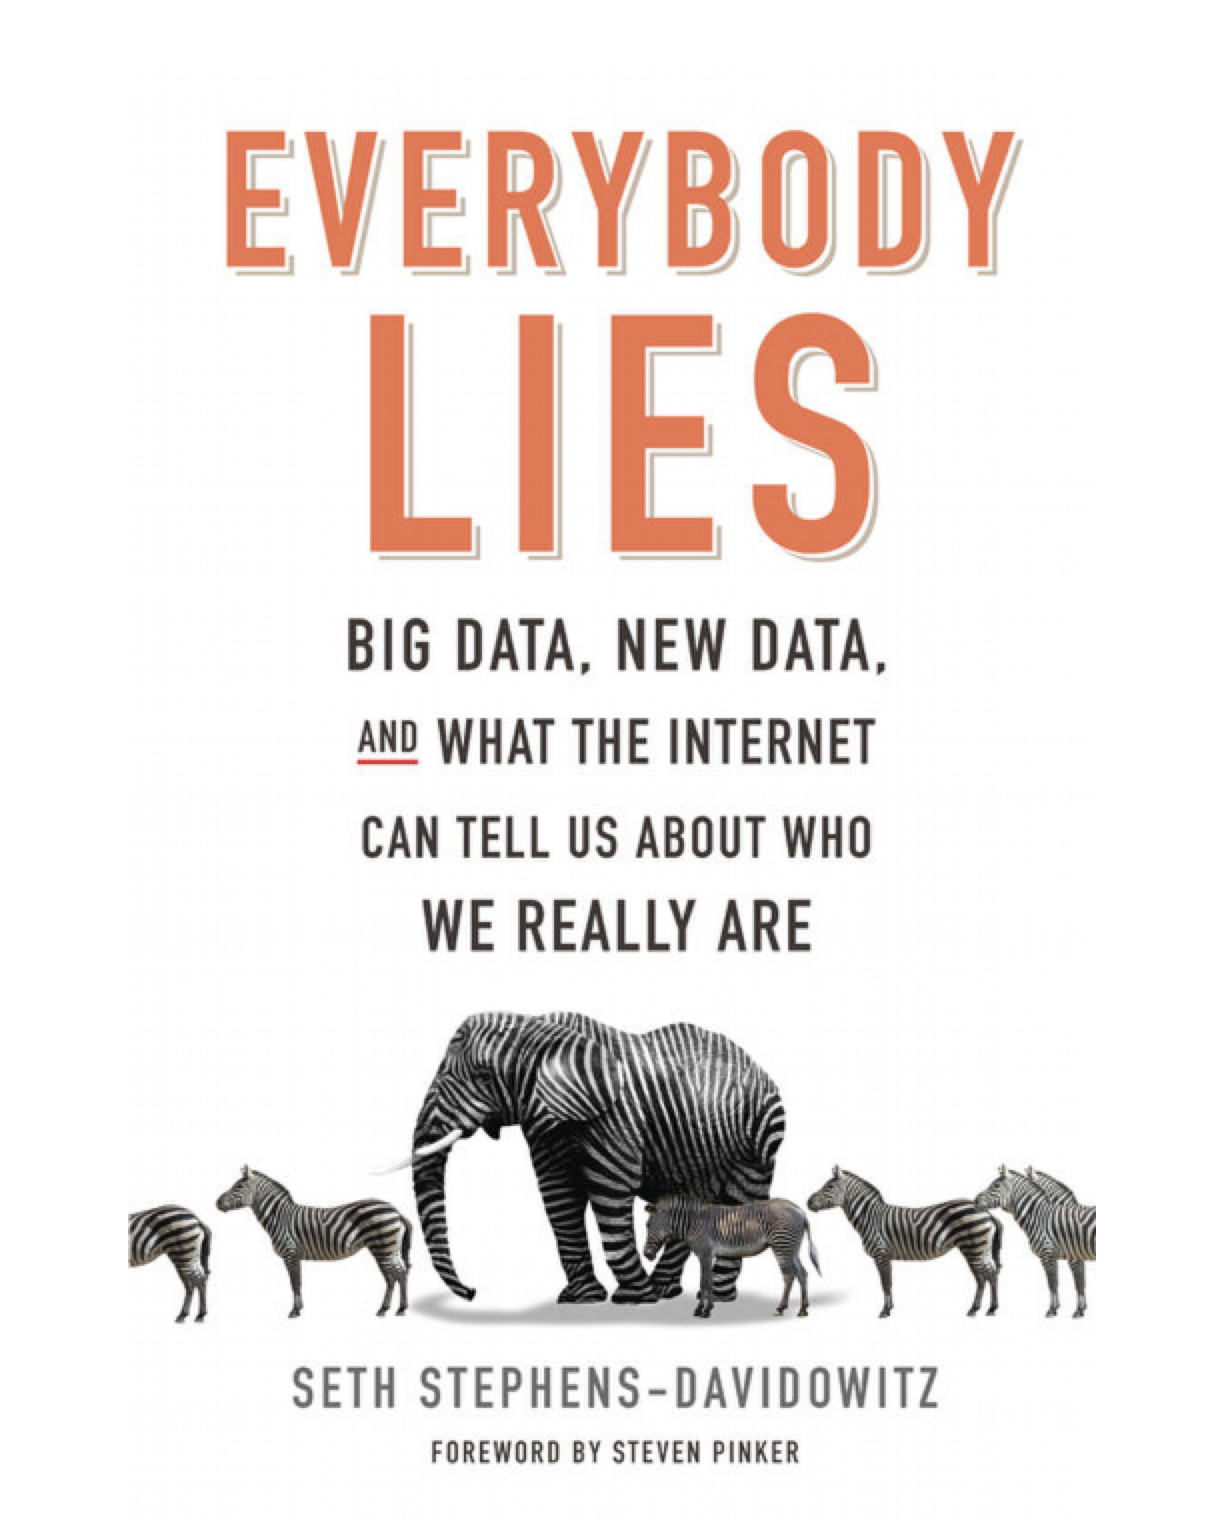 EVERYBODY
LIES
BIG DATA, NEW DATA,
AND WHAT THE INTERNET
CAN TELL US ABOUT WHO
WE REALLY ARE
SETH STEPHENS-DAVIDOWITZ
FOREWORD BY STEVEN PINKER